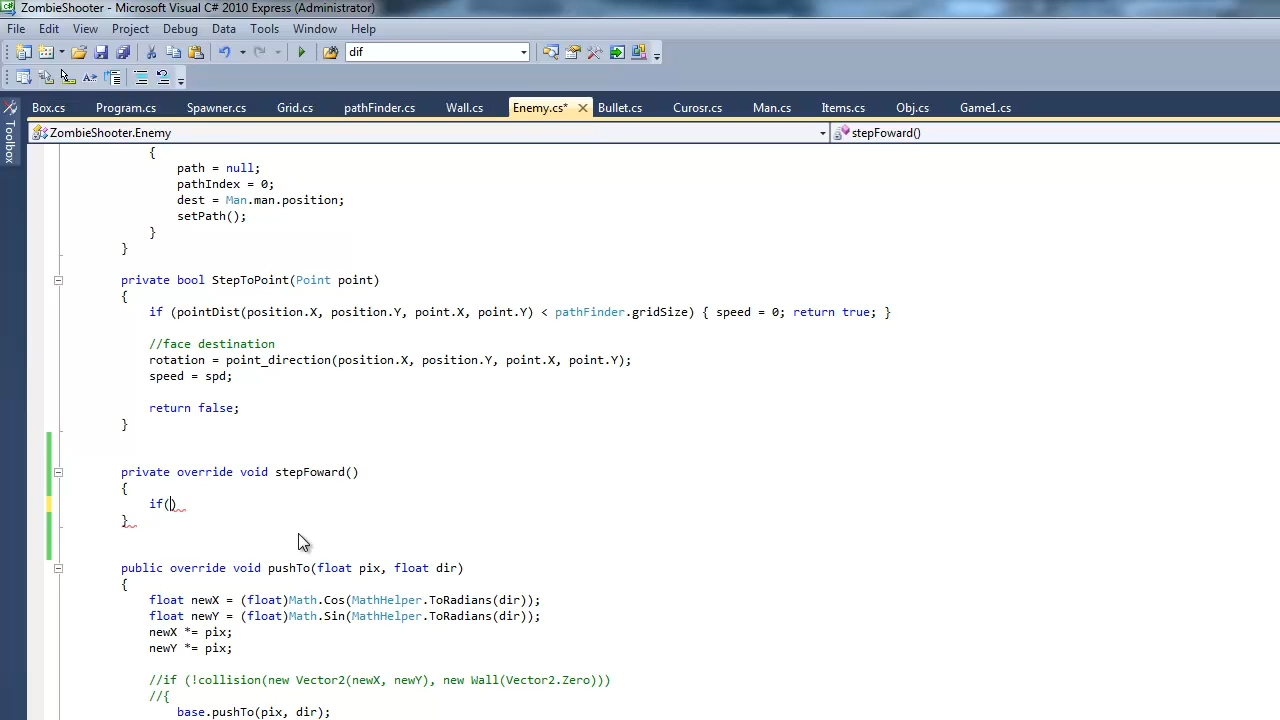 ZombieShooter - Microsoft Visual C# 2010 Express (Administrator)
File Edit View Project Debug Data Tools Window Help
dif
Box.cs Program.cs Spawner.cs Grid.cs pathFinder.cs Wall.cs Enemy.cs* Bullet.cs Curosr.cs Man.cs Items.cs Obj.cs Game1.cs
ZombieShooter.Enemy stepFoward()
Toolbox
{
path = null;
pathIndex = 0;
dest = Man.man.position;
setPath();
}
}
private bool StepToPoint(Point point)
{
if (pointDist(position.X, position.Y, point.X, point.Y) < pathFinder.gridSize) { speed = 0; return true; }
//face destination
rotation = point_direction(position.X, position.Y, point.X, point.Y);
speed = spd;
return false;
}
private override void stepFoward()
{
if()
}
public override void pushTo(float pix, float dir)
{
float newX = (float)Math.Cos(MathHelper.ToRadians(dir));
float newY = (float)Math.Sin(MathHelper.ToRadians(dir));
newX *= pix;
newY *= pix;
//if (!collision(new Vector2(newX, newY), new Wall(Vector2.Zero)))
//{
base.pushTo(pix, dir);